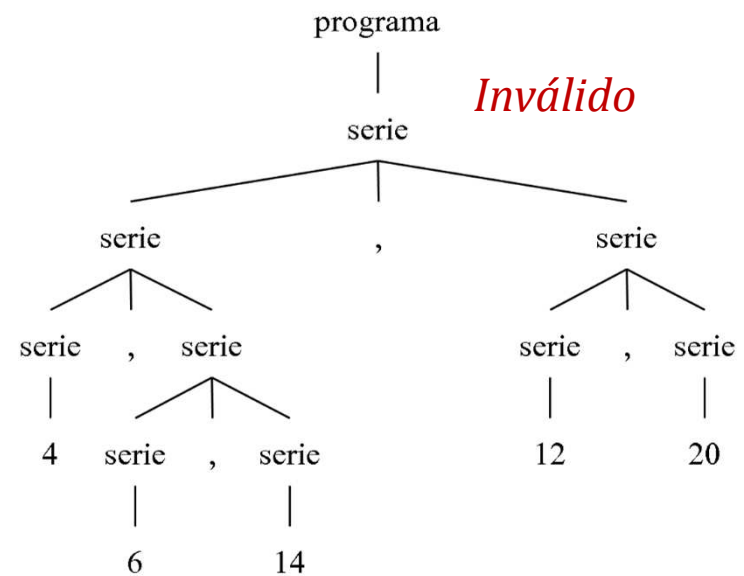 programa
Inválido
serie
serie , serie
serie , serie serie , serie
4 serie , serie 12 20
6 14